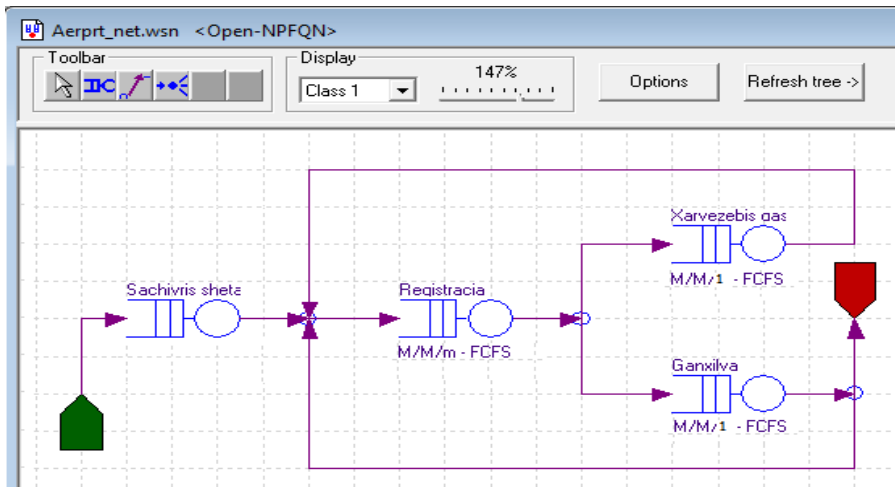 Aerprt_net.wsn <Open-NPFQN>
Toolbar
Display
Class 1
147%
Options
Refresh tree ->
Xarvezebis gas
M/M/1 - FCFS
Sachivris sheta
Registracia
M/M/m - FCFS
Ganxilva
M/M/1 - FCFS